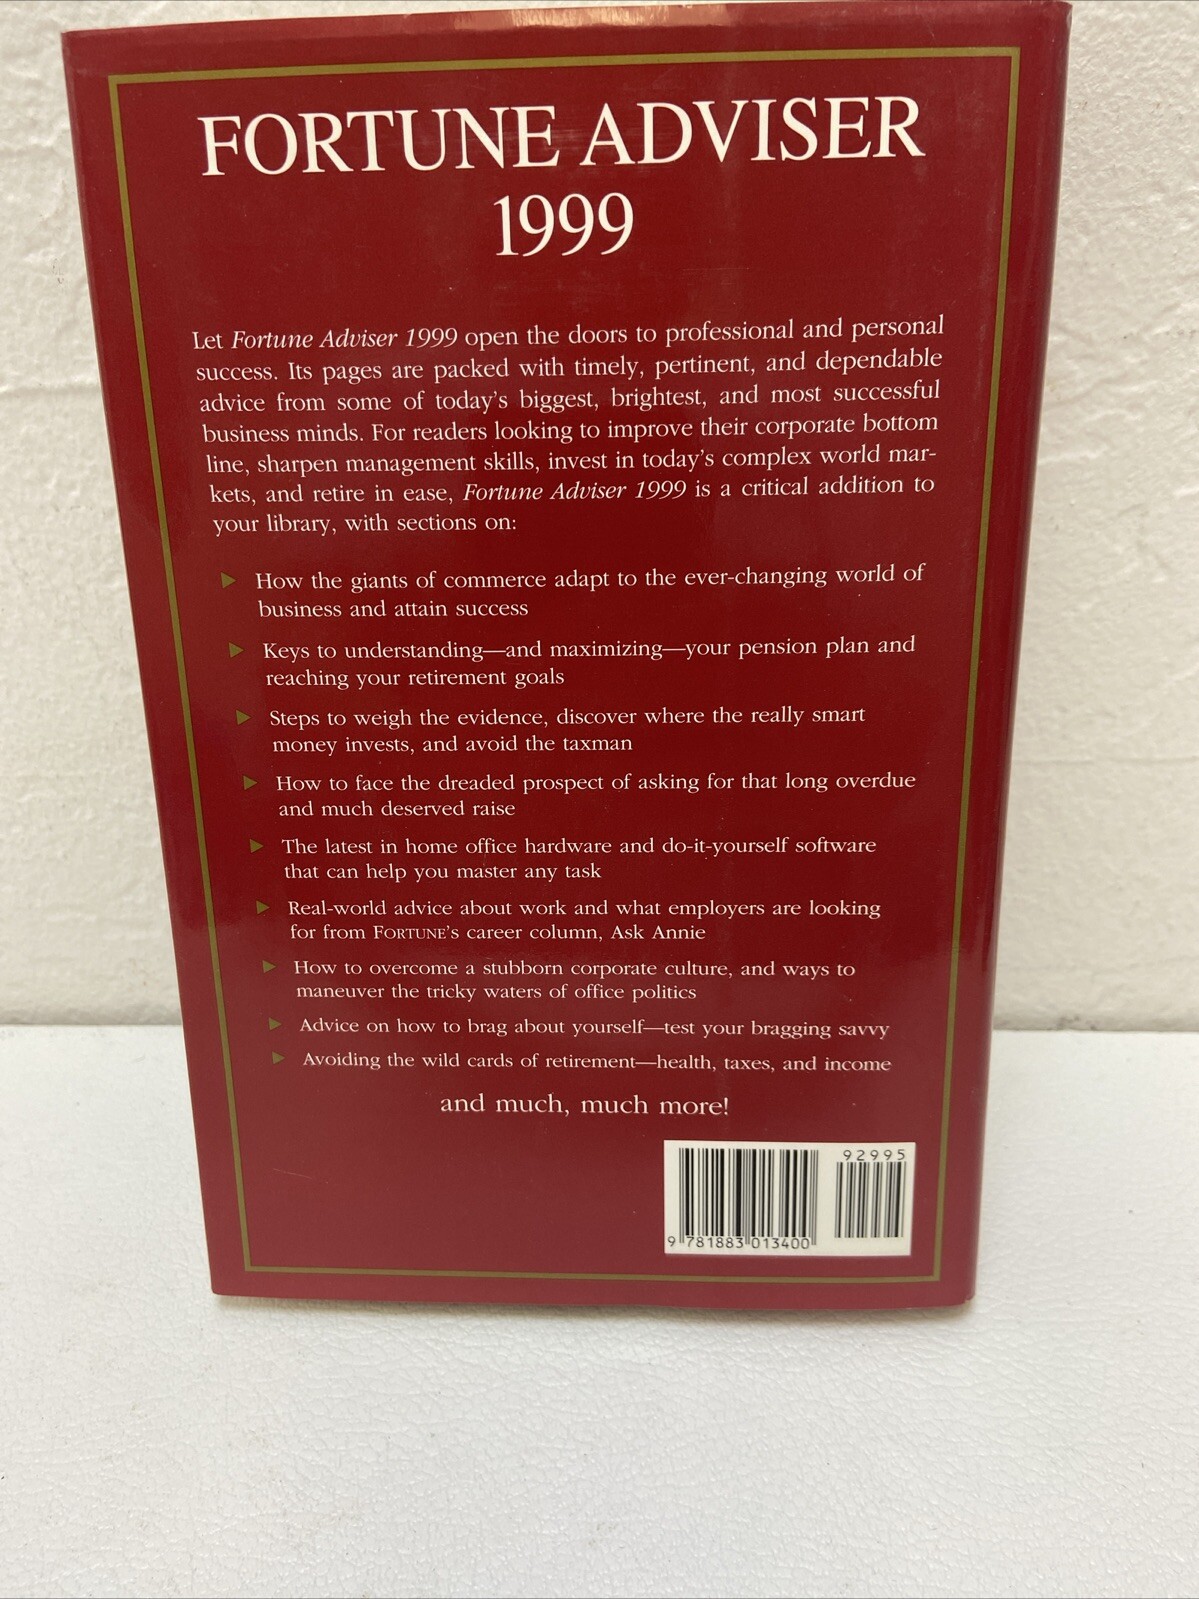 FORTUNE ADVISER
1999
Let Fortune Adviser 1999 open the doors to professional and personal
success. Its pages are packed with timely, pertinent, and dependable
advice from some of today's biggest, brightest, and most successful
business minds. For readers looking to improve their corporate bottom
line, sharpen management skills, invest in today's complex world mar-
kets, and retire in ease, Fortune Adviser 1999 is a critical addition to
your library, with sections on:
▶ How the giants of commerce adapt to the ever-changing world of
business and attain success
▶ Keys to understanding—and maximizing—your pension plan and
reaching your retirement goals
▶ Steps to weigh the evidence, discover where the really smart
money invests, and avoid the taxman
▶ How to face the dreaded prospect of asking for that long overdue
and much deserved raise
▶ The latest in home office hardware and do-it-yourself software
that can help you master any task
▶ Real-world advice about work and what employers are looking
for from FORTUNE'S career column, Ask Annie
▶ How to overcome a stubborn corporate culture, and ways to
maneuver the tricky waters of office politics
▶ Advice on how to brag about yourself—test your bragging savvy
▶ Avoiding the wild cards of retirement—health, taxes, and income
and much, much more!
92995
9 781883 013400